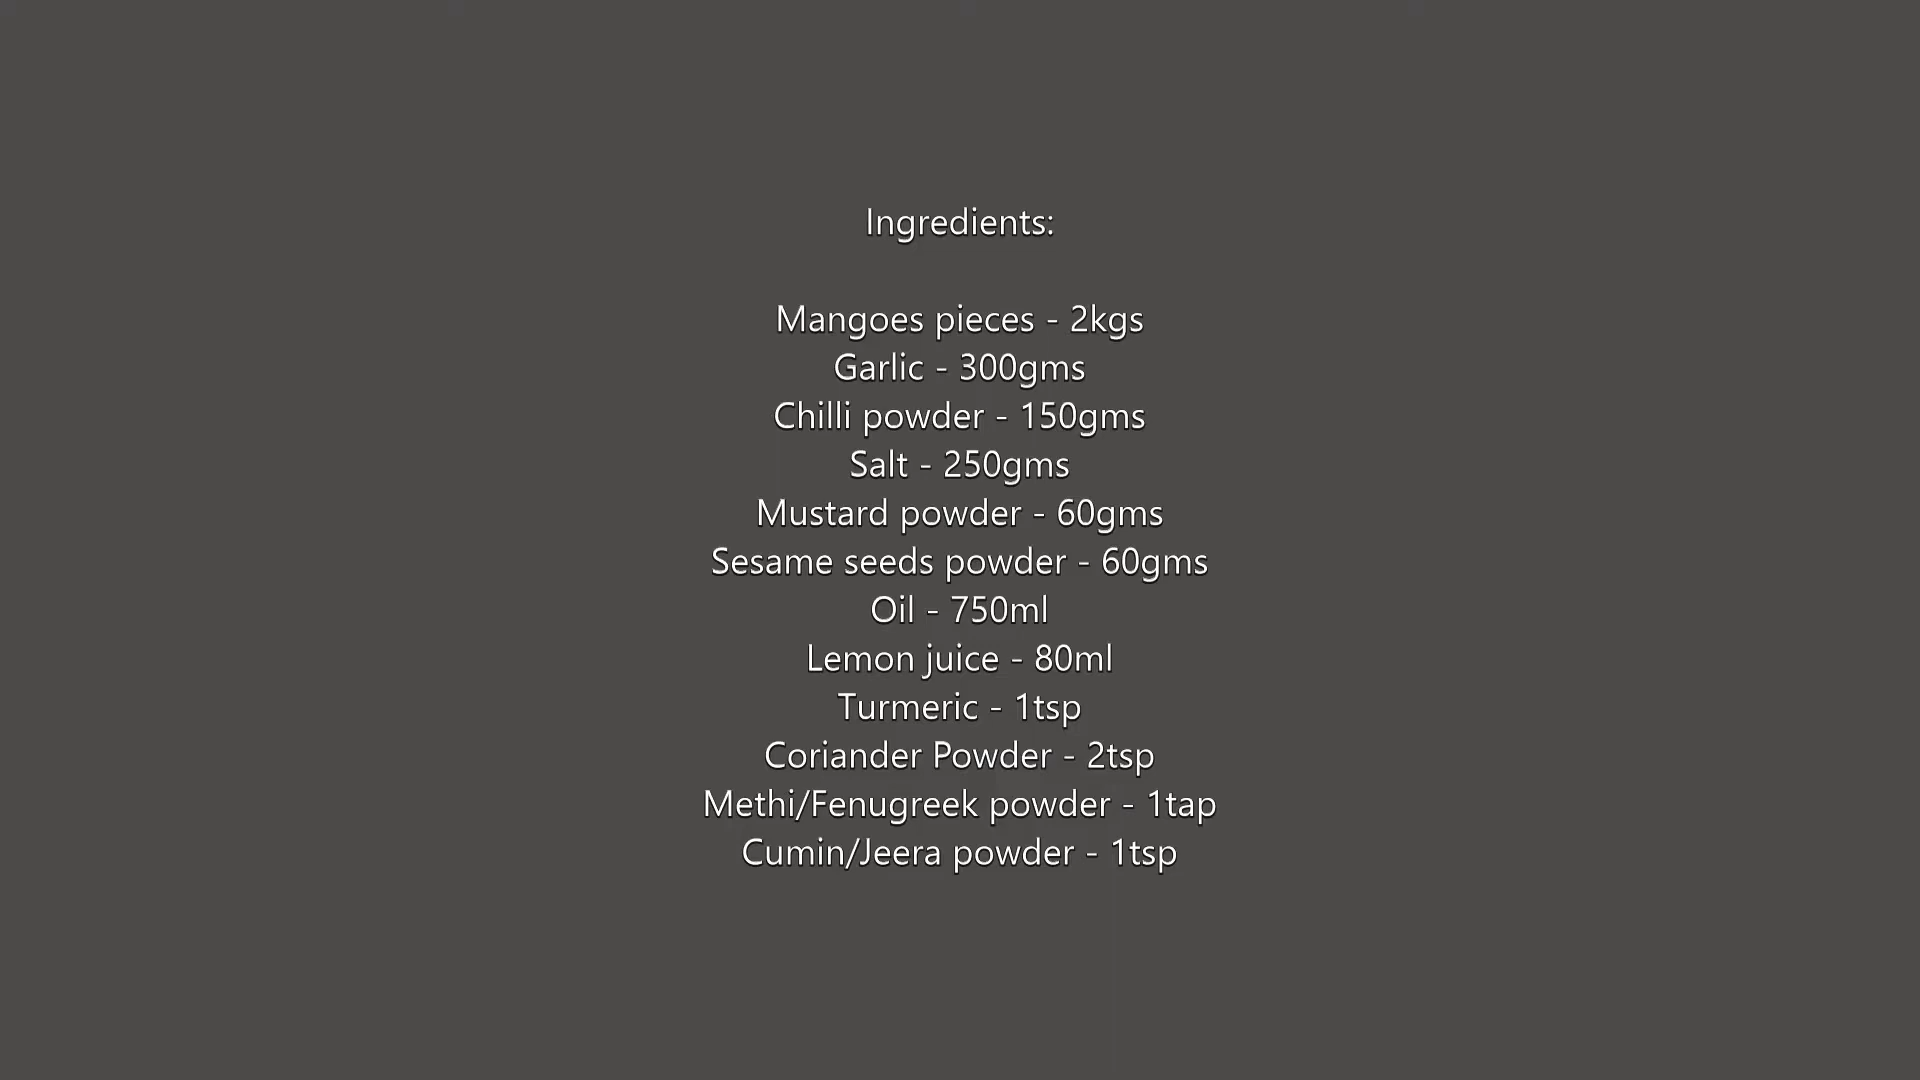 Ingredients:
Mangoes pieces - 2kgs
Garlic - 300gms
Chilli powder - 150gms
Salt - 250gms
Mustard powder - 60gms
Sesame seeds powder - 60gms
Oil - 750ml
Lemon juice - 80ml
Turmeric - 1tsp
Coriander Powder - 2tsp
Methi/Fenugreek powder - 1tap
Cumin/Jeera powder - 1tsp